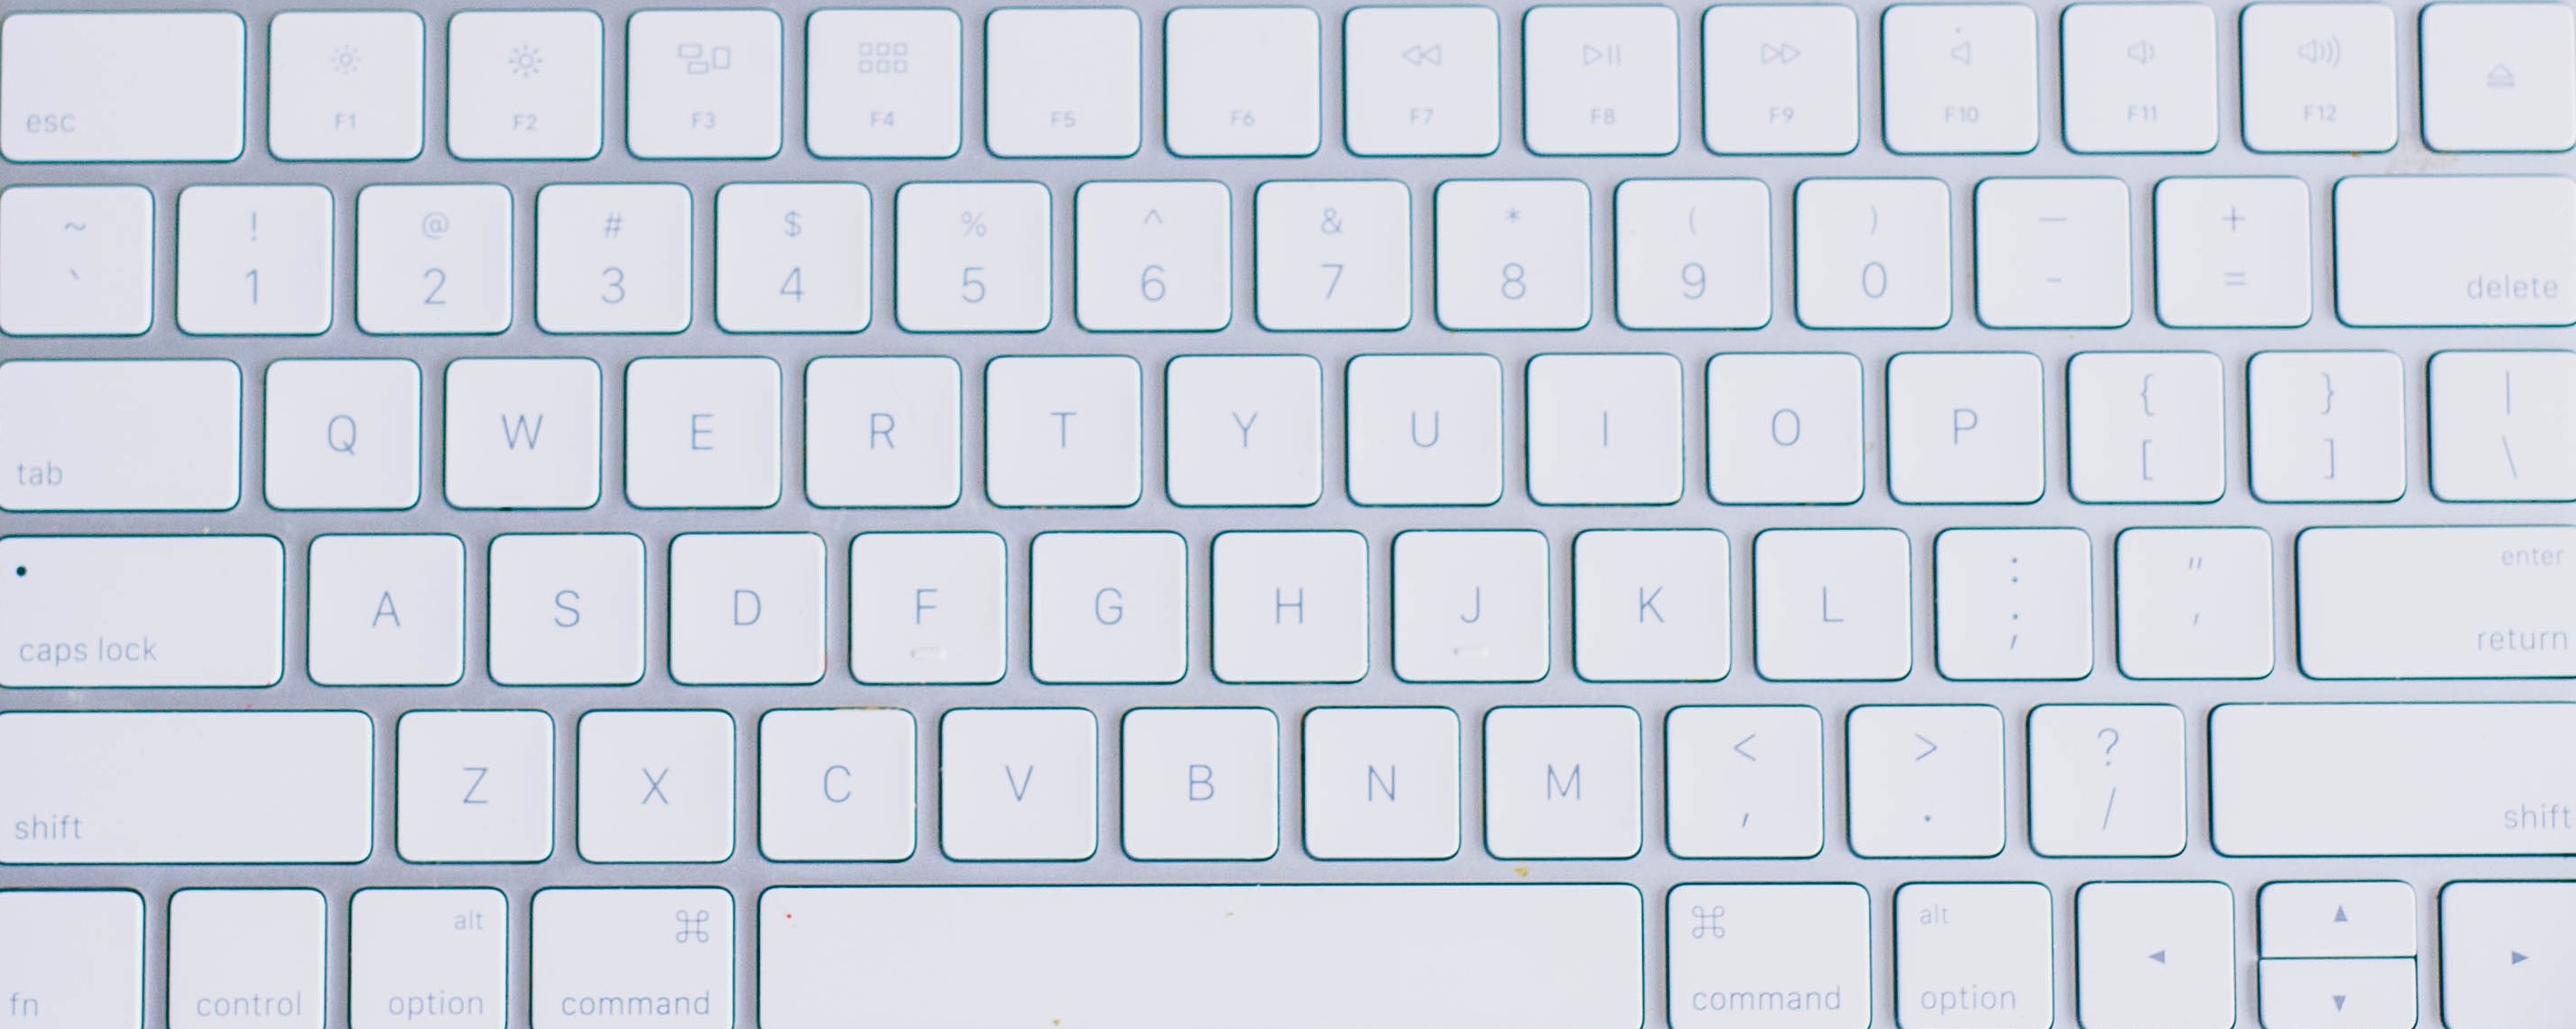 esc F1 F2 F3 F4 F5 F6 F7 F8 F9 F10 F11 F12
~ ! @ # $ % ^ & * ( ) — +
` 1 2 3 4 5 6 7 8 9 0 - = delete
tab Q W E R T Y U I O P { } |
[ ] \
caps lock A S D F G H J K L : " enter
; ' return
shift Z X C V B N M < > ? shift
, . /
alt ⌘ ⌘ alt ▲
fn control option command command option ◀ ▼ ▶